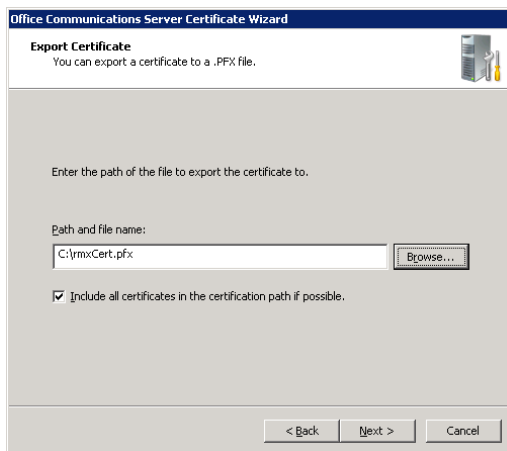 Office Communications Server Certificate Wizard
Export Certificate
You can export a certificate to a .PFX file.
Enter the path of the file to export the certificate to.
Path and file name:
C:\rmxCert.pfx
Browse...
Include all certificates in the certification path if possible.
< Back Next > Cancel